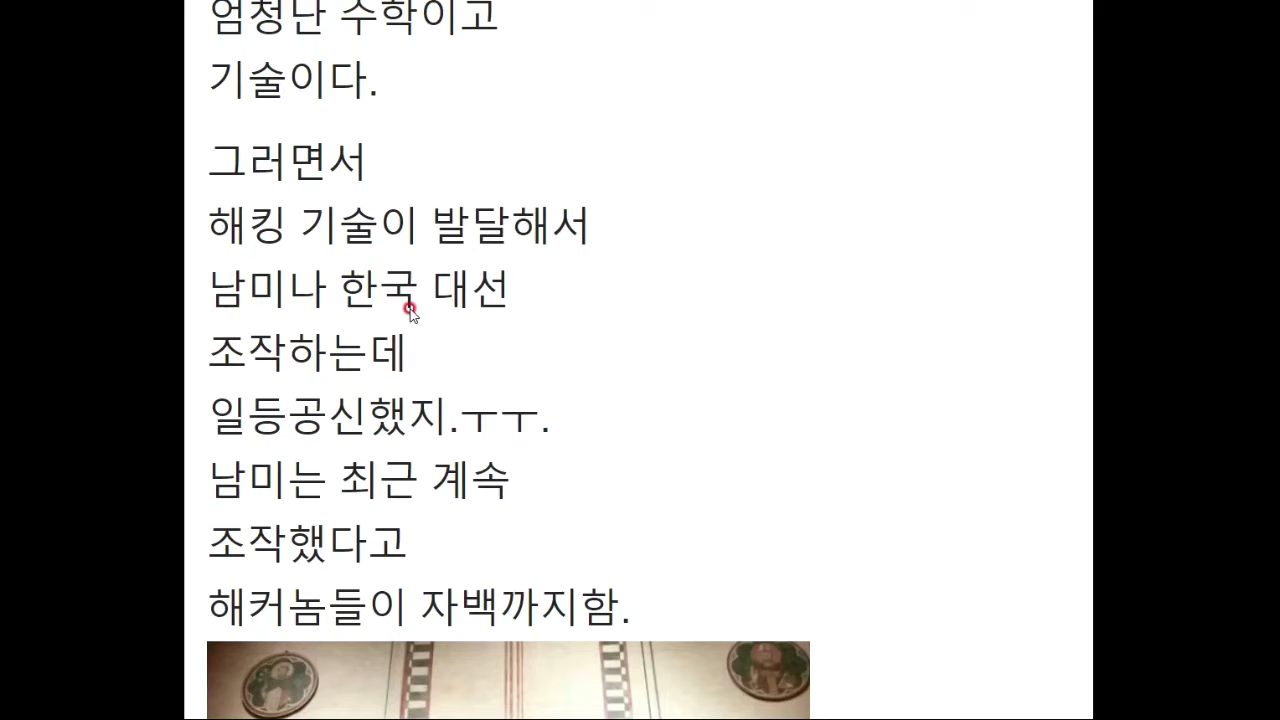 엄청난 수학이고
기술이다.
그러면서
해킹 기술이 발달해서
남미나 한국 대선
조작하는데
일등공신했지.ㅜㅜ.
남미는 최근 계속
조작했다고
해커놈들이 자백까지함.